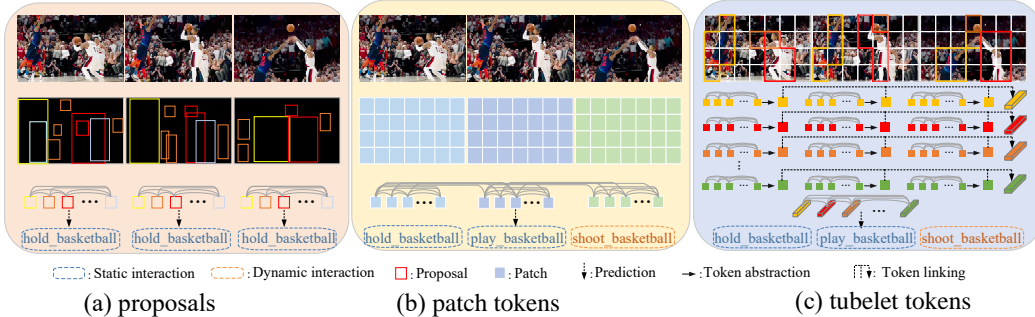 hold_basketball hold_basketball hold_basketball
hold_basketball play_basketball shoot_basketball
hold_basketball play_basketball shoot_basketball
: Static interaction : Dynamic interaction : Proposal : Patch : Prediction : Token abstraction : Token linking
(a) proposals (b) patch tokens (c) tubelet tokens